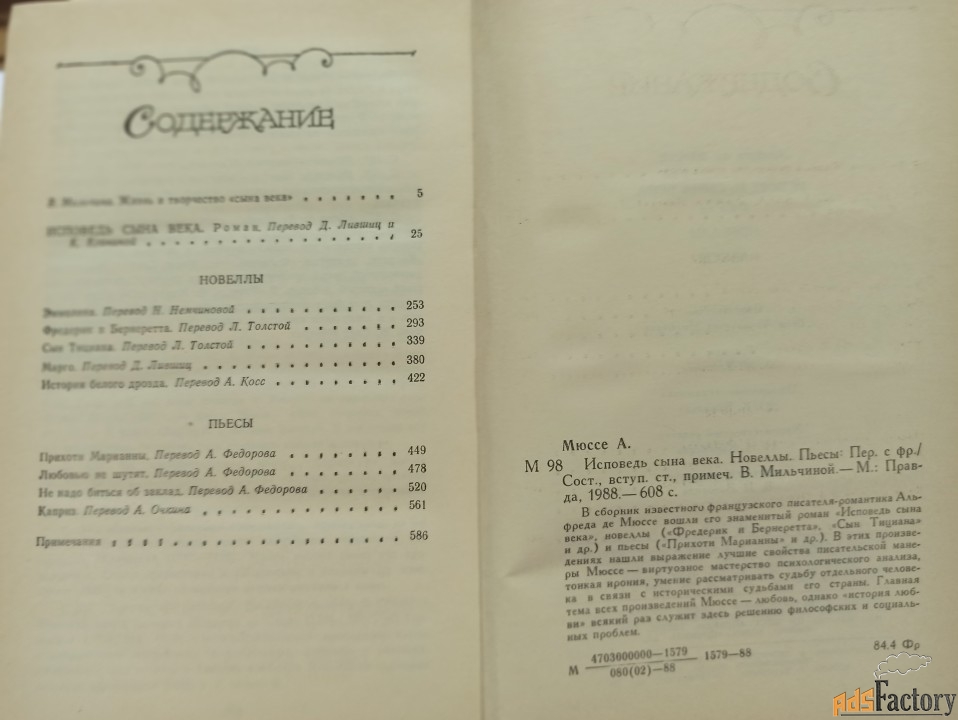 СОДЕРЖАНИЕ
В. Мильчина. Жизнь и творчество «сына века» . . . . . . . 5
ИСПОВЕДЬ СЫНА ВЕКА. Роман. Перевод Д. Лившиц и
К. . . . . . . . . . . . . . . . . 25
НОВЕЛЛЫ
Эммелина. Перевод Н. Немчиновой . . . . . . . . . . 253
Фредерик и Бернеретта. Перевод Л. Толстой . . . . . . . 293
Сын Тициана. Перевод Л. Толстой . . . . . . . . . . 339
Марго. Перевод Д. Лившиц . . . . . . . . . . . . 380
История белого дрозда. Перевод А. Косс . . . . . . . . 422
ПЬЕСЫ
Прихоти Марианны. Перевод А. Федорова . . . . . . . . 449
Любовью не шутят. Перевод А. Федорова . . . . . . . . 478
Не надо биться об заклад. Перевод А. Федорова . . . . . . 520
Каприз. Перевод А. Очкина . . . . . . . . . . . . 561
Примечания . . . . . . . . . . . . . . . . 586
Мюссе А.
М 98 Исповедь сына века. Новеллы. Пьесы: Пер. с фр./
Сост., вступ. ст., примеч. В. Мильчиной.— М.: Прав-
да, 1988.— 608 с.
В сборник известного французского писателя-романтика Аль-
фреда де Мюссе вошли его знаменитый роман «Исповедь сына
века», новеллы («Фредерик и Бернеретта», «Сын Тициана»
и др.) и пьесы («Прихоти Марианны» и др.). В этих произве-
дениях нашли выражение лучшие свойства писательской мане-
ры Мюссе — виртуозное мастерство психологического анализа,
тонкая ирония, умение рассматривать судьбу отдельного челове-
ка в связи с историческими судьбами его страны. Главная
тема всех произведений Мюссе — любовь, однако «история люб-
ви» всякий раз служит здесь решению философских и социаль-
ных проблем.
М 4703000000—1579
080(02)—88 1579—88
84.4 Фр
adsFactory